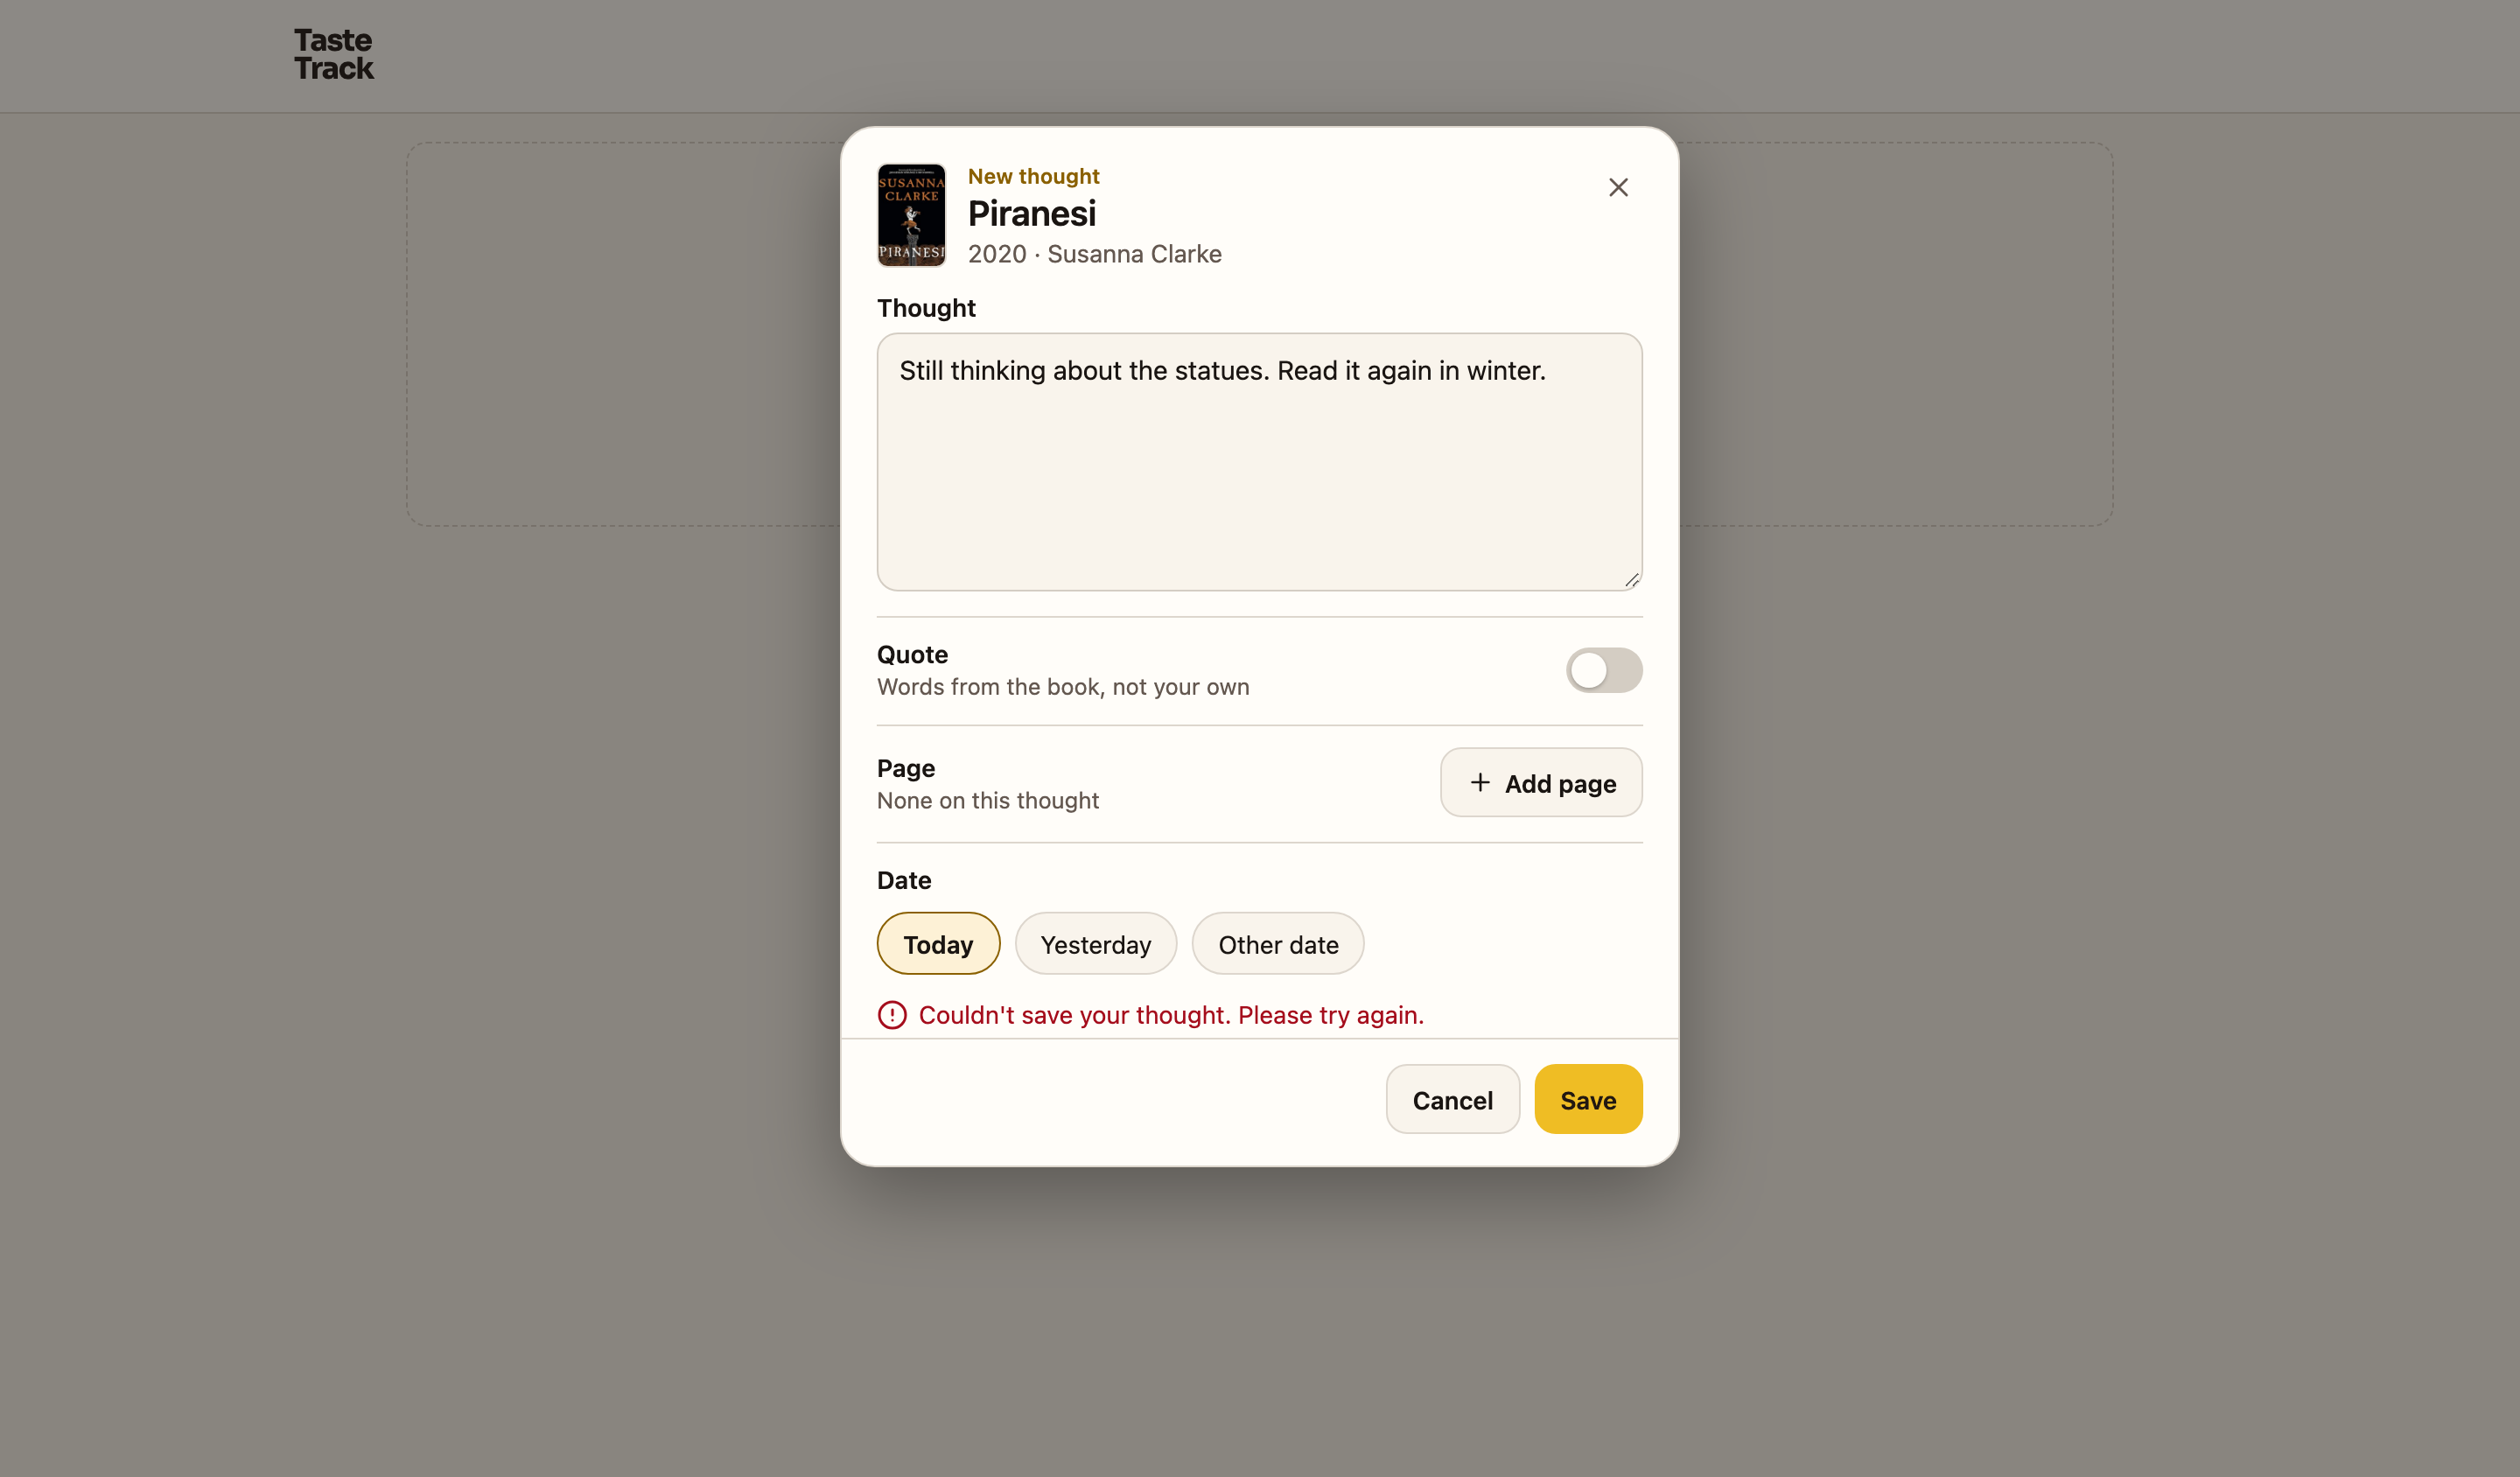 Taste
Track
SUSANNA
CLARKE
PIRANESI
New thought
Piranesi
2020 · Susanna Clarke
Thought
Still thinking about the statues. Read it again in winter.
Quote
Words from the book, not your own
Page
None on this thought
Add page
Date
Today
Yesterday
Other date
Couldn't save your thought. Please try again.
Cancel
Save